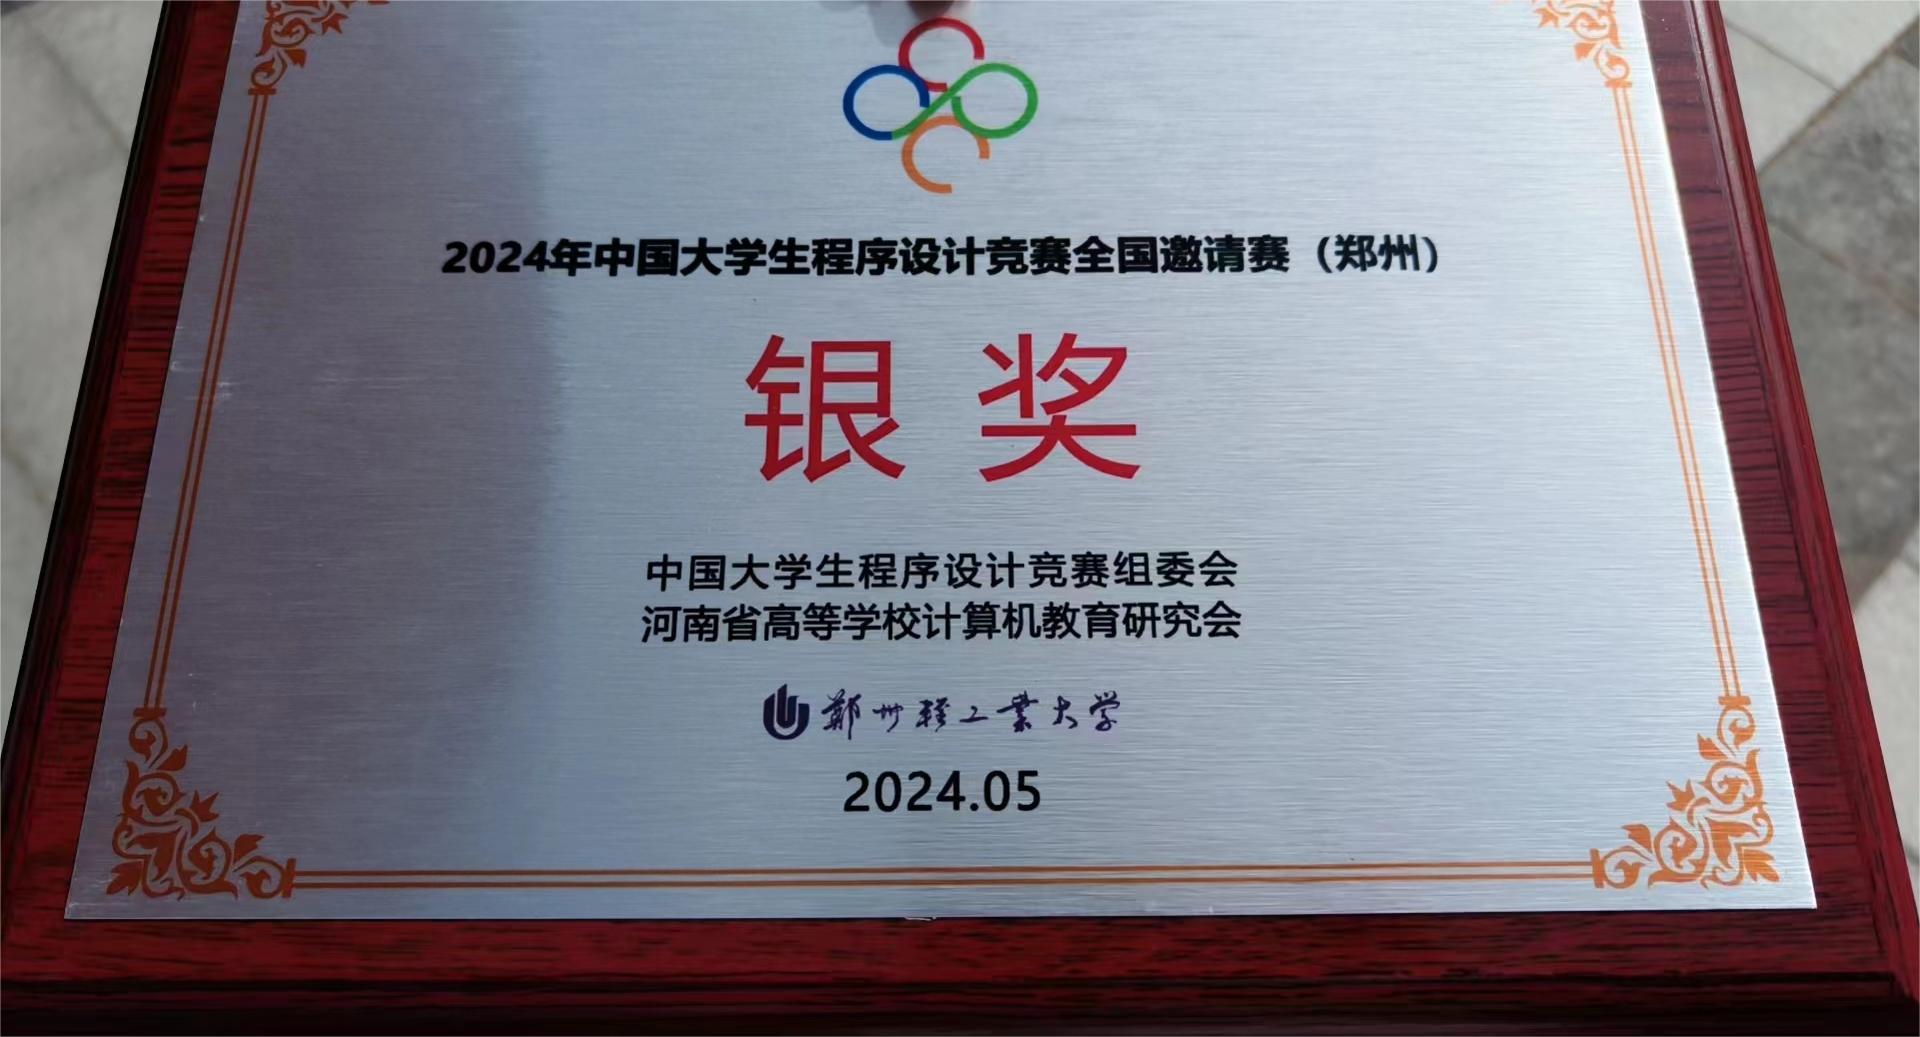 2024年中国大学生程序设计竞赛全国邀请赛（郑州）
银奖
中国大学生程序设计竞赛组委会
河南省高等学校计算机教育研究会
郑州轻工業大学
2024.05